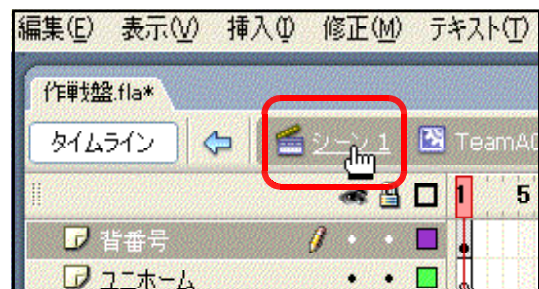 編集(E) 表示(V) 挿入(I) 修正(M) テキスト(T)
作戦盤.fla*
タイムライン シーン 1 TeamAC
1 5
背番号
ユニホーム